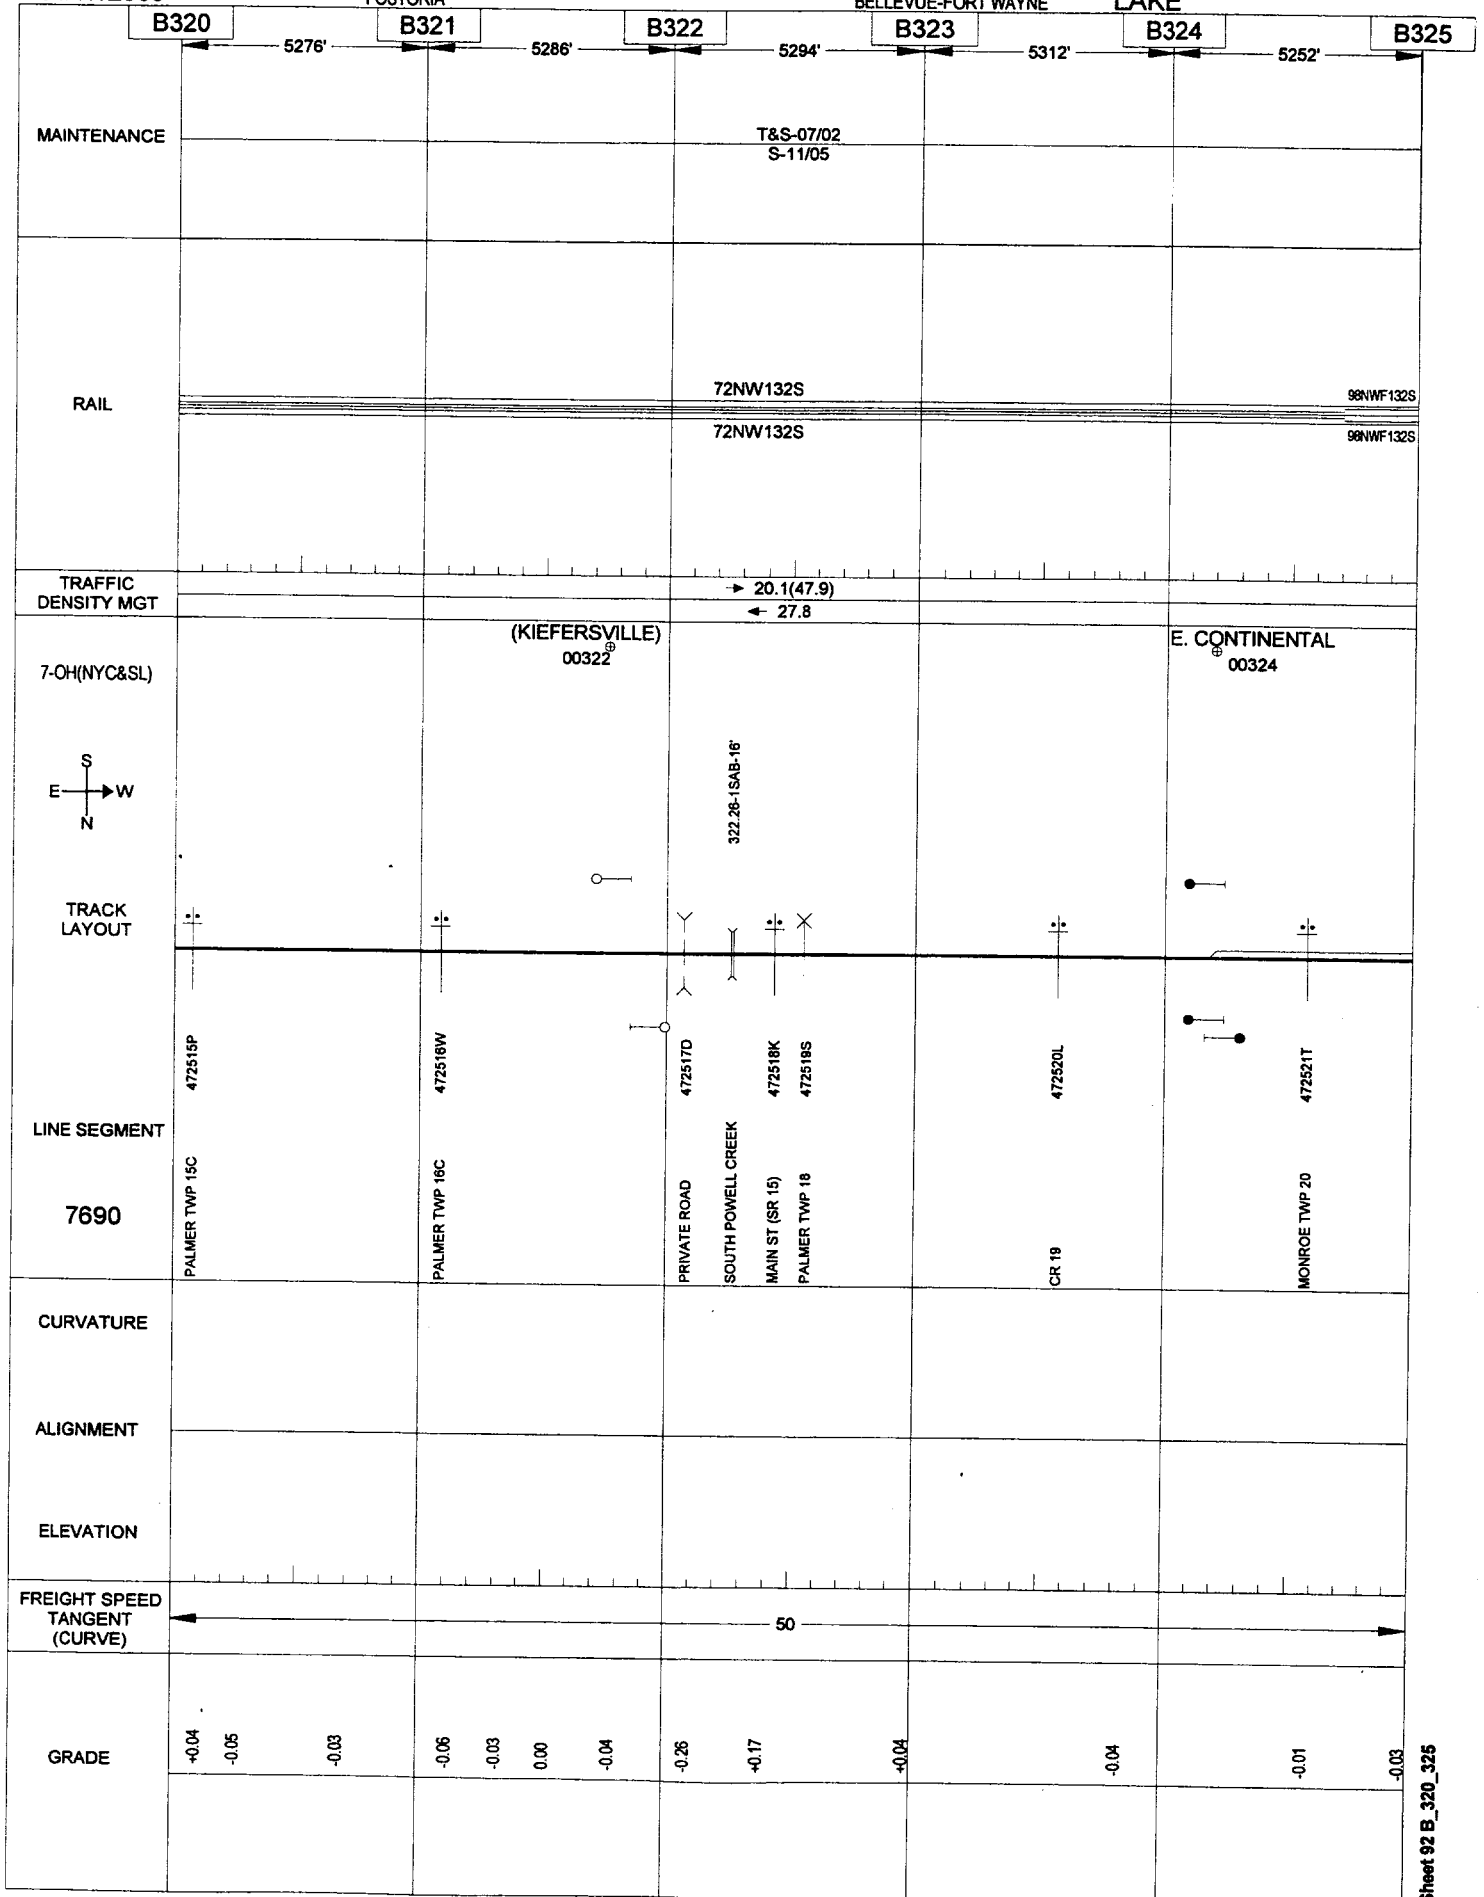 BELLEVUE-FORT WAYNE LAKE
B320 B321 B322 B323 B324 B325
5276' 5286' 5294' 5312' 5252'
MAINTENANCE
T&S-07/02
S-11/05
RAIL
72NW132S 98NWF132S
72NW132S 98NWF132S
TRAFFIC
DENSITY MGT
20.1(47.9)
27.8
7-OH(NYC&SL)
(KIEFERSVILLE)
00322
E. CONTINENTAL
00324
S
E W
N
322.26-1SAB-16'
TRACK
LAYOUT
472515P
472516W
472517D
472518K
472519S
472520L
472521T
LINE SEGMENT
7690
PALMER TWP 15C
PALMER TWP 16C
PRIVATE ROAD
SOUTH POWELL CREEK
MAIN ST (SR 15)
PALMER TWP 18
CR 19
MONROE TWP 20
CURVATURE
ALIGNMENT
ELEVATION
FREIGHT SPEED
TANGENT
(CURVE)
50
GRADE
+0.04
-0.05
-0.03
-0.06
-0.03
0.00
-0.04
-0.26
+0.17
+0.04
-0.04
-0.01
-0.03
Sheet 92 B_320_325